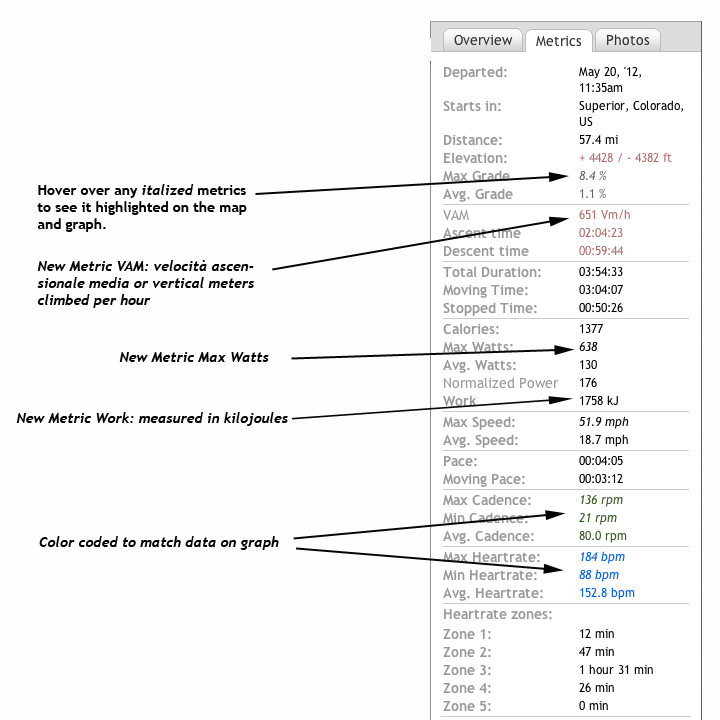 Overview Metrics Photos
Departed: May 20, '12,
11:35am
Starts in: Superior, Colorado,
US
Distance: 57.4 mi
Elevation: + 4428 / - 4382 ft
Max Grade 8.4 %
Avg. Grade 1.1 %
VAM 651 Vm/h
Ascent time 02:04:23
Descent time 00:59:44
Total Duration: 03:54:33
Moving Time: 03:04:07
Stopped Time: 00:50:26
Calories: 1377
Max Watts: 638
Avg. Watts: 130
Normalized Power 176
Work 1758 kJ
Max Speed: 51.9 mph
Avg. Speed: 18.7 mph
Pace: 00:04:05
Moving Pace: 00:03:12
Max Cadence: 136 rpm
Min Cadence: 21 rpm
Avg. Cadence: 80.0 rpm
Max Heartrate: 184 bpm
Min Heartrate: 88 bpm
Avg. Heartrate: 152.8 bpm
Heartrate zones:
Zone 1: 12 min
Zone 2: 47 min
Zone 3: 1 hour 31 min
Zone 4: 26 min
Zone 5: 0 min
Hover over any italized metrics
to see it highlighted on the map
and graph.
New Metric VAM: velocità ascen-
sionale media or vertical meters
climbed per hour
New Metric Max Watts
New Metric Work: measured in kilojoules
Color coded to match data on graph